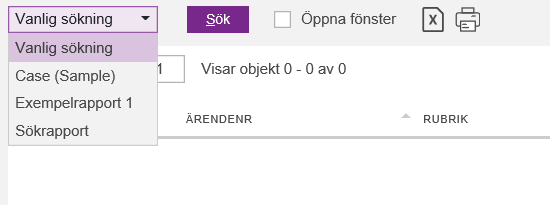 Vanlig sökning Sök Öppna fönster
Vanlig sökning
Case (Sample)
Exempelrapport 1
Sökrapport
1 Visar objekt 0 - 0 av 0
ÄRENDENR RUBRIK